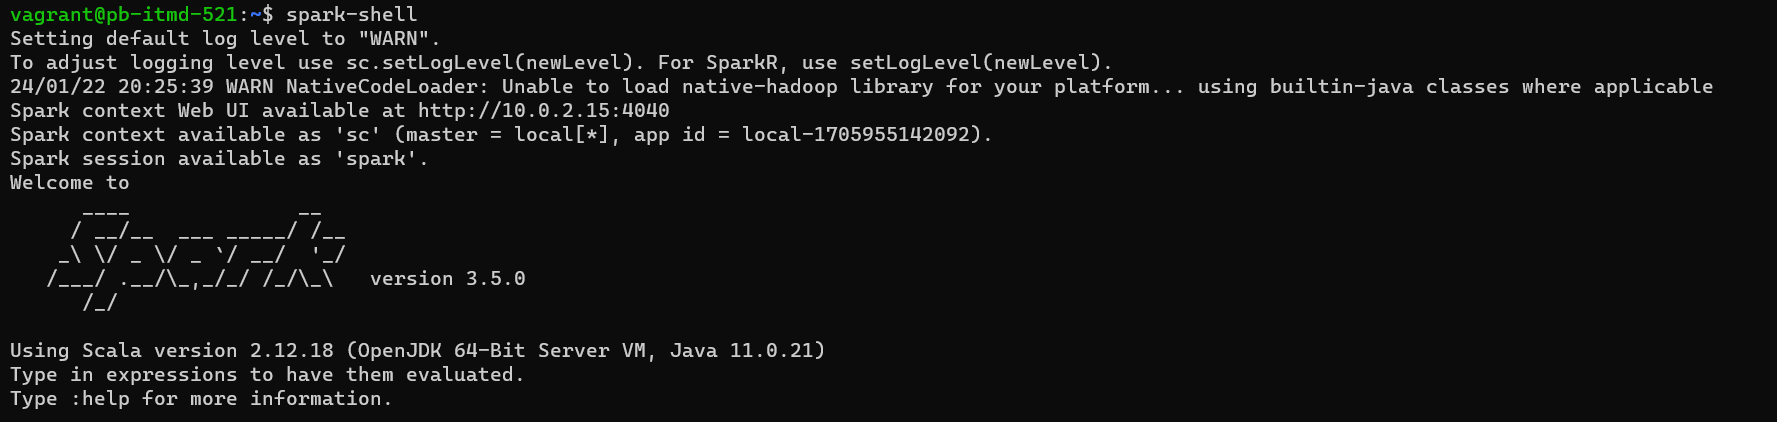 vagrant@pb-itmd-521:~$ spark-shell
Setting default log level to "WARN".
To adjust logging level use sc.setLogLevel(newLevel). For SparkR, use setLogLevel(newLevel).
24/01/22 20:25:39 WARN NativeCodeLoader: Unable to load native-hadoop library for your platform... using builtin-java classes where applicable
Spark context Web UI available at http://10.0.2.15:4040
Spark context available as 'sc' (master = local[*], app id = local-1705955142092).
Spark session available as 'spark'.
Welcome to
      ____              __
     / __/__  ___ _____/ /__
    _\ \/ _ \/ _ `/ __/  '_/
   /___/ .__/\_,_/_/ /_/\_\   version 3.5.0
      /_/
Using Scala version 2.12.18 (OpenJDK 64-Bit Server VM, Java 11.0.21)
Type in expressions to have them evaluated.
Type :help for more information.